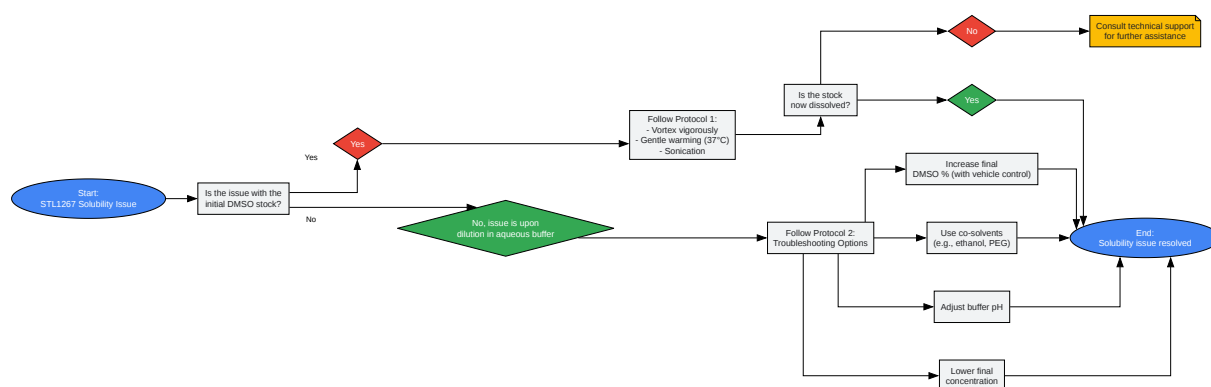 Start:
STL1267 Solubility Issue
Is the issue with the
initial DMSO stock?
Yes
No
Yes
No, issue is upon
dilution in aqueous buffer
Follow Protocol 1:
- Vortex vigorously
- Gentle warming (37°C)
- Sonication
Is the stock
now dissolved?
No
Consult technical support
for further assistance
Yes
Follow Protocol 2:
Troubleshooting Options
Increase final
DMSO % (with vehicle control)
Use co-solvents
(e.g., ethanol, PEG)
Adjust buffer pH
Lower final
concentration
End:
Solubility issue resolved